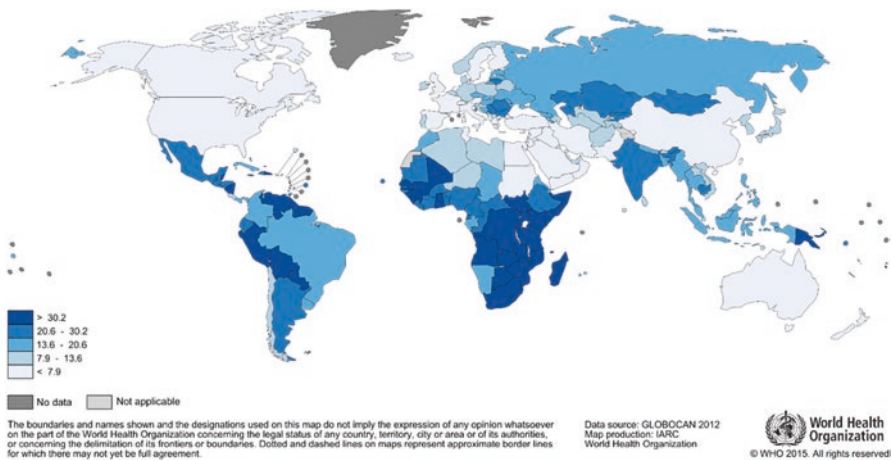 > 30.2
20.6 - 30.2
13.6 - 20.6
7.9 - 13.6
< 7.9
No data
Not applicable
The boundaries and names shown and the designations used on this map do not imply the expression of any opinion whatsoever
on the part of the World Health Organization concerning the legal status of any country, territory, city or area or of its authorities,
or concerning the delimitation of its frontiers or boundaries. Dotted and dashed lines on maps represent approximate border lines
for which there may not yet be full agreement.
Data source: GLOBOCAN 2012
Map production: IARC
World Health Organization
World Health
Organization
© WHO 2015. All rights reserved